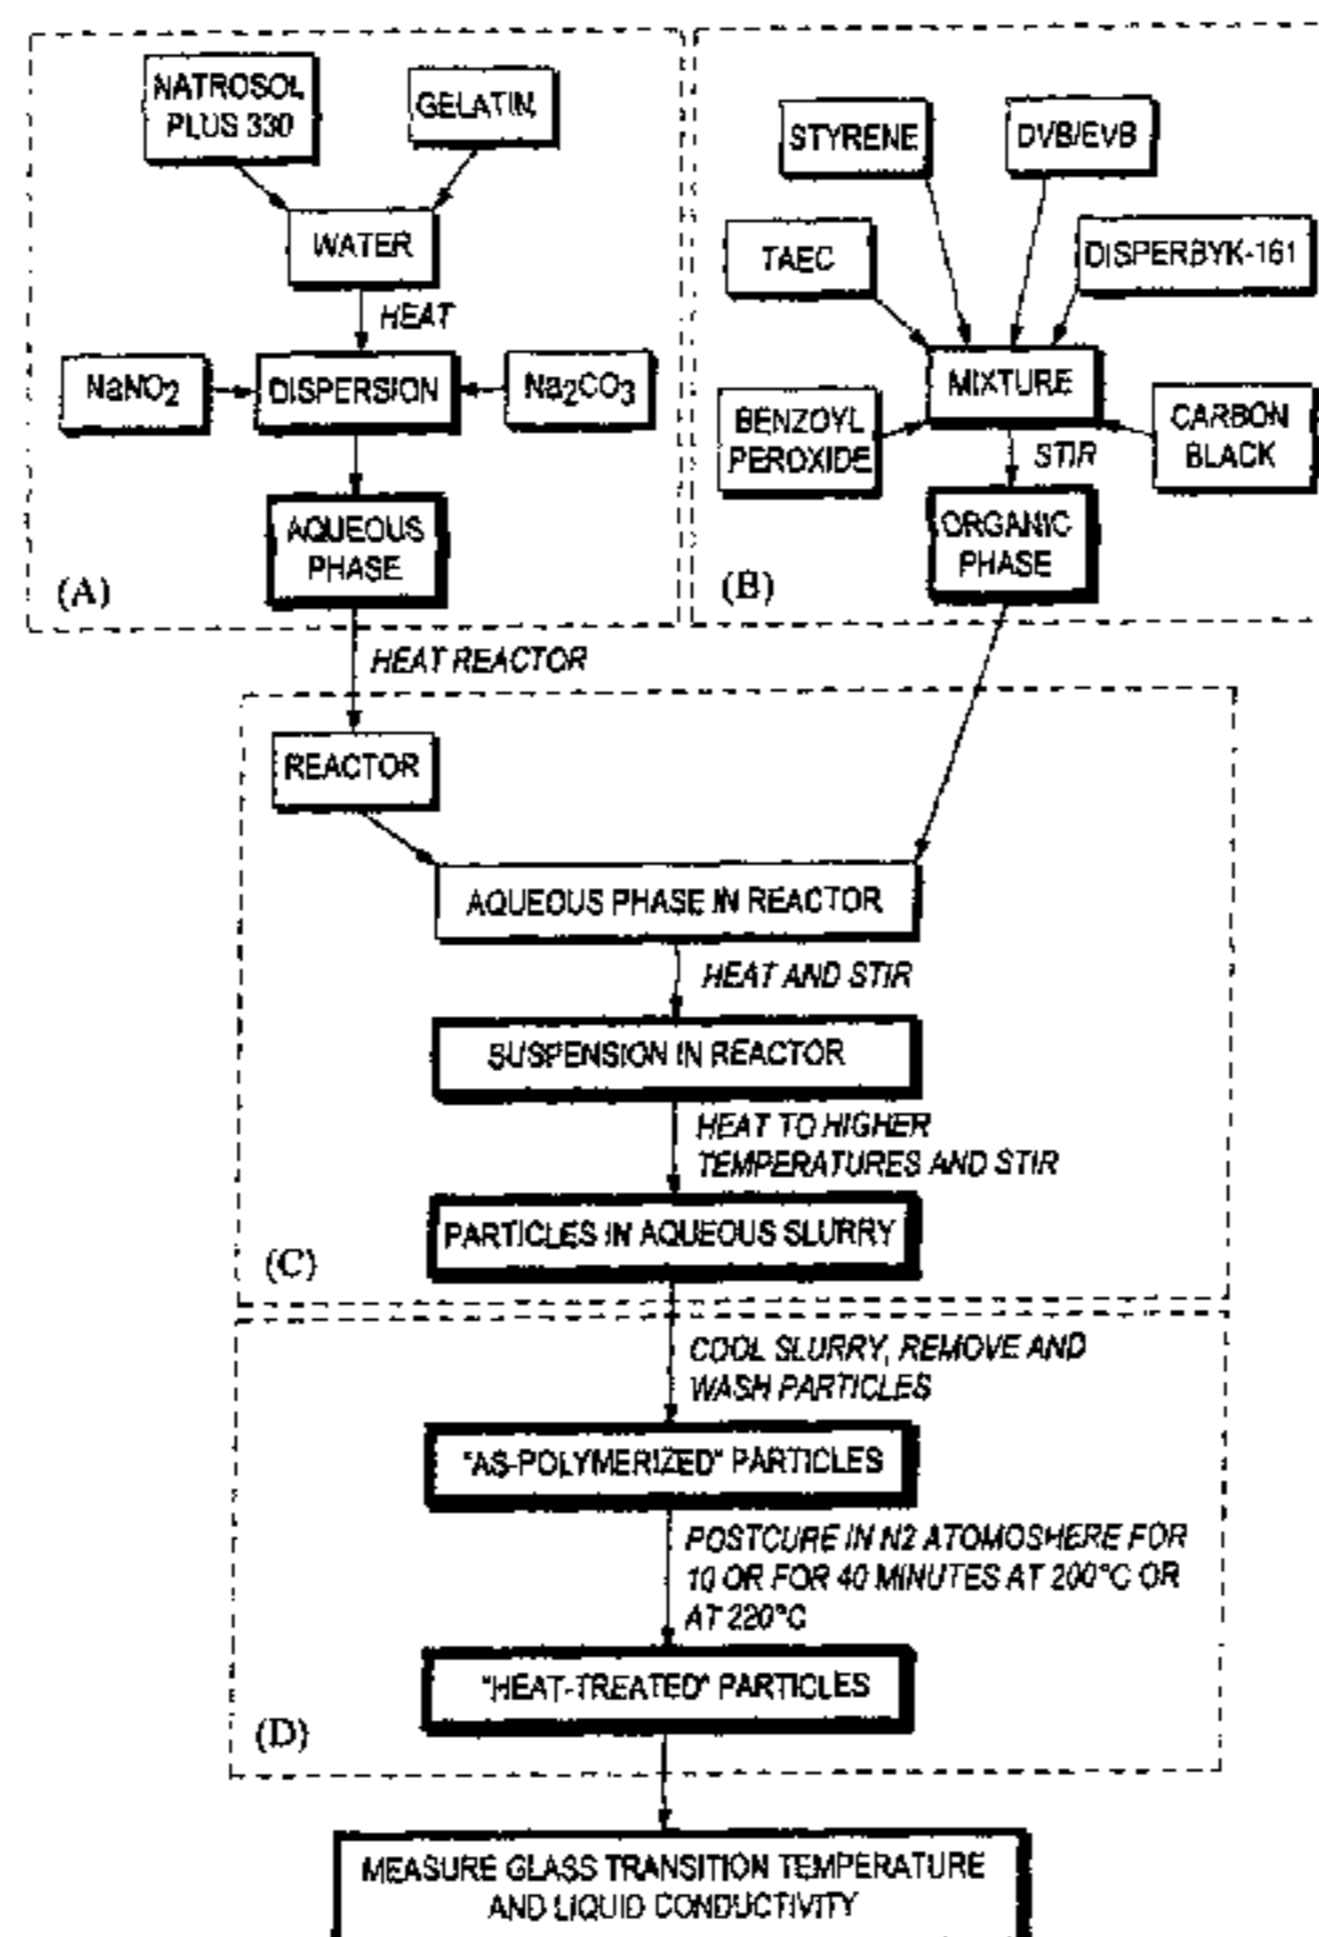 NATROSOL
PLUS 330
GELATIN
WATER
HEAT
NaNO2
DISPERSION
Na2CO3
AQUEOUS
PHASE
(A)
STYRENE
DVB/EVB
TAEC
DISPERBYK-161
MIXTURE
BENZOYL
PEROXIDE
CARBON
BLACK
STIR
ORGANIC
PHASE
(B)
HEAT REACTOR
REACTOR
AQUEOUS PHASE IN REACTOR
HEAT AND STIR
SUSPENSION IN REACTOR
HEAT TO HIGHER
TEMPERATURES AND STIR
PARTICLES IN AQUEOUS SLURRY
(C)
COOL SLURRY, REMOVE AND
WASH PARTICLES
"AS-POLYMERIZED" PARTICLES
POSTCURE IN N2 ATOMOSHERE FOR
10 OR FOR 40 MINUTES AT 200°C OR
AT 220°C
"HEAT-TREATED" PARTICLES
(D)
MEASURE GLASS TRANSITION TEMPERATURE
AND LIQUID CONDUCTIVITY